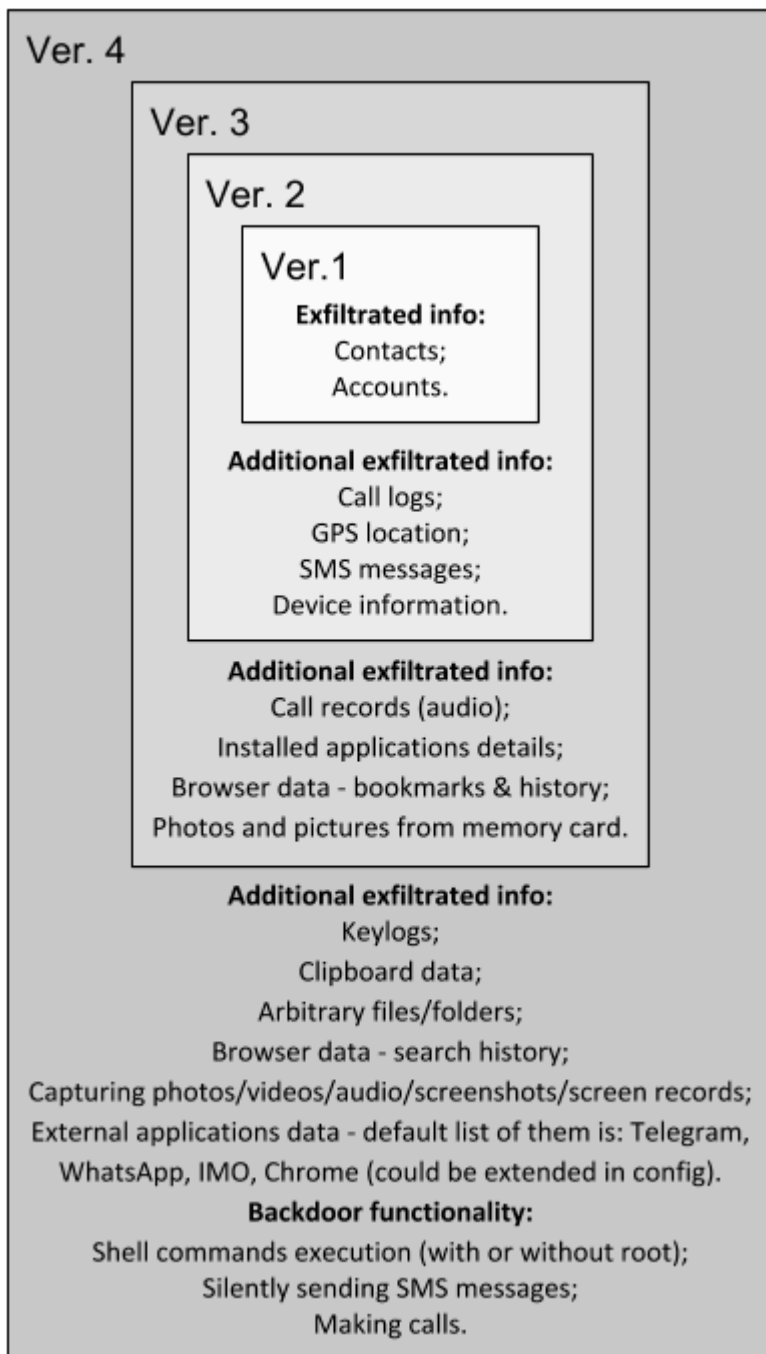 Ver. 4
Ver. 3
Ver. 2
Ver.1
Exfiltrated info:
Contacts;
Accounts.
Additional exfiltrated info:
Call logs;
GPS location;
SMS messages;
Device information.
Additional exfiltrated info:
Call records (audio);
Installed applications details;
Browser data - bookmarks & history;
Photos and pictures from memory card.
Additional exfiltrated info:
Keylogs;
Clipboard data;
Arbitrary files/folders;
Browser data - search history;
Capturing photos/videos/audio/screenshots/screen records;
External applications data - default list of them is: Telegram,
WhatsApp, IMO, Chrome (could be extended in config).
Backdoor functionality:
Shell commands execution (with or without root);
Silently sending SMS messages;
Making calls.